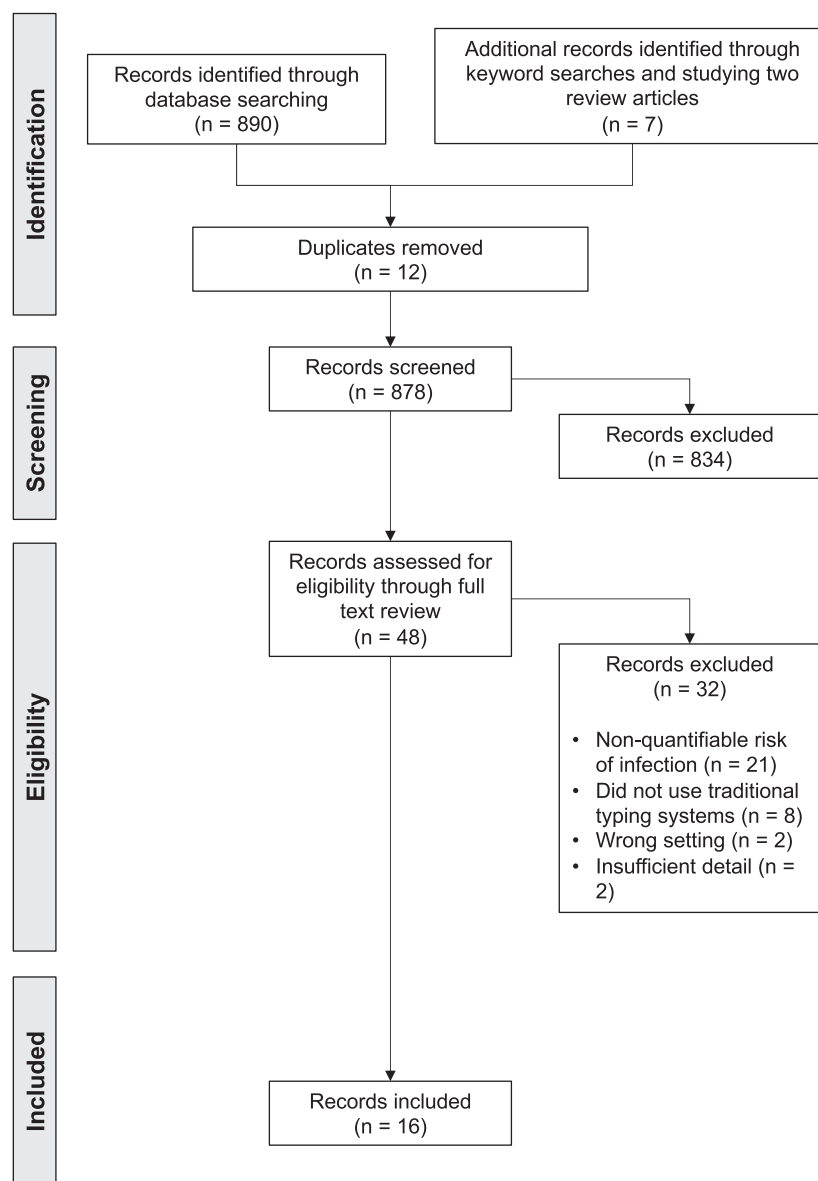 Identification
Records identified through
database searching
(n = 890)
Additional records identified through
keyword searches and studying two
review articles
(n = 7)
Duplicates removed
(n = 12)
Screening
Records screened
(n = 878)
Records excluded
(n = 834)
Eligibility
Records assessed for
eligibility through full
text review
(n = 48)
Records excluded
(n = 32)
• Non-quantifiable risk
of infection (n = 21)
• Did not use traditional
typing systems (n = 8)
• Wrong setting (n = 2)
• Insufficient detail (n =
2)
Included
Records included
(n = 16)